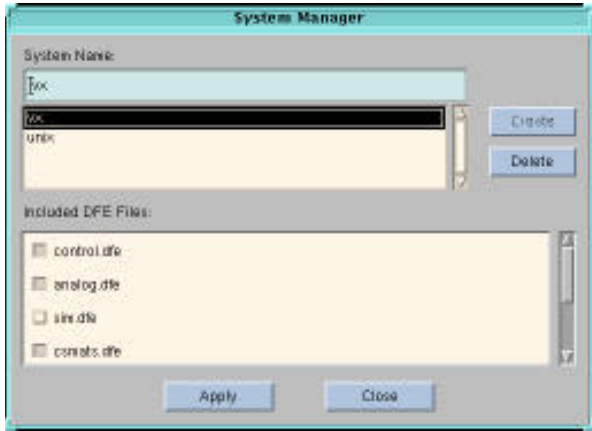 System Manager
System Name:
vx
vx
Create
unix
Delete
Included DFE Files:
control.dfe
analog.dfe
sim.dfe
csmats.dfe
Apply
Close